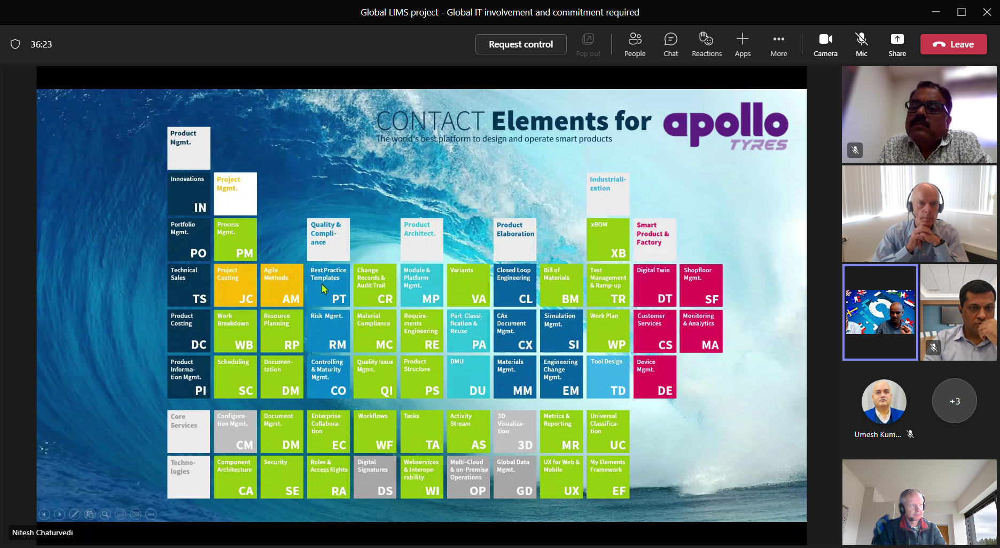 Global LIMS project - Global IT involvement and commitment required
36:23
Request control
Pop out
People
Chat
Reactions
Apps
More
Camera
Mic
Share
Leave
CONTACT Elements for apollo
TYRES
The world's best platform to design and operate smart products
Product
Mgmt.
Innovations
IN
Project
Mgmt.
Industriali-
zation
Portfolio
Mgmt.
PO
Process
Mgmt.
PM
Quality &
Compli-
ance
Product
Architect.
Product
Elaboration
xBOM
XB
Smart
Product &
Factory
Technical
Sales
TS
Project
Costing
JC
Agile
Methods
AM
Best Practice
Templates
PT
Change
Records &
Audit Trail
CR
Module &
Platform
Mgmt.
MP
Variants
VA
Closed Loop
Engineering
CL
Bill of
Materials
BM
Test
Management
& Ramp-up
TR
Digital Twin
DT
Shopfloor
Mgmt.
SF
Product
Costing
DC
Work
Breakdown
WB
Resource
Planning
RP
Risk Mgmt.
RM
Material
Compliance
MC
Require-
ments
Engineering
RE
Part Classi-
fication &
Reuse
PA
CAx
Document
Mgmt.
CX
Simulation
Mgmt.
SI
Work Plan
WP
Customer
Services
CS
Monitoring
& Analytics
MA
Product
Informa-
tion Mgmt.
PI
Scheduling
SC
Documen-
tation
DM
Controlling
& Maturity
Mgmt.
CO
Quality Issue
Mgmt.
QI
Product
Structure
PS
DMU
DU
Materials
Mgmt.
MM
Engineering
Change
Mgmt.
EM
Tool Design
TD
Device
Mgmt.
DE
Core
Services
Configura-
tion Mgmt.
CM
Document
Mgmt.
DM
Enterprise
Collabora-
tion
EC
Workflows
WF
Tasks
TA
Activity
Stream
AS
3D
Visualiza-
tion
3D
Metrics &
Reporting
MR
Universal
Classifica-
tion
UC
Techno-
logies
Component
Architecture
CA
Security
SE
Roles &
Access Rights
RA
Digital
Signatures
DS
Webservices
& Interope-
rability
WI
Multi-Cloud
& on-Premise
Operations
OP
Global Data
Mgmt.
GD
UX for Web &
Mobile
UX
My Elements
Framework
EF
+3
Umesh Kum...
Nitesh Chaturvedi